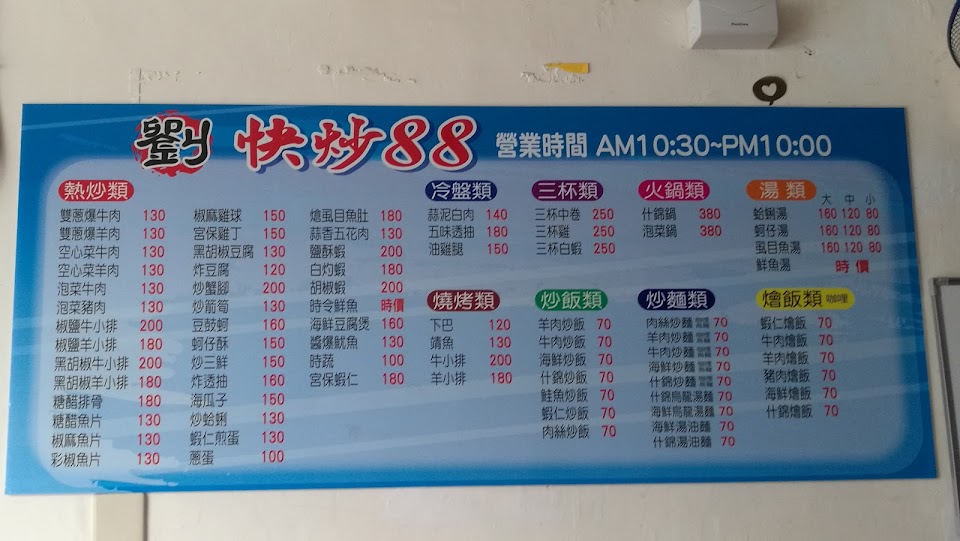 劉 快炒88 營業時間 AM10:30~PM10:00
熱炒類
雙蔥爆牛肉 130
雙蔥爆羊肉 130
空心菜牛肉 130
空心菜羊肉 130
泡菜牛肉 130
泡菜豬肉 130
椒鹽牛小排 200
椒鹽羊小排 180
黑胡椒牛小排 200
黑胡椒羊小排 180
糖醋排骨 180
糖醋魚片 130
椒麻魚片 130
彩椒魚片 130
椒麻雞球 150
宮保雞丁 150
黑胡椒豆腐 130
炸豆腐 120
炒蟹腳 200
炒箭筍 130
豆鼓蚵 160
蚵仔酥 150
炒三鮮 150
炸透抽 160
海瓜子 150
炒蛤蜊 130
蝦仁煎蛋 130
蔥蛋 100
熗虱目魚肚 180
蒜香五花肉 130
鹽酥蝦 200
白灼蝦 180
胡椒蝦 200
時令鮮魚 時價
海鮮豆腐煲 160
醬爆魷魚 130
時蔬 100
宮保蝦仁 180
冷盤類
蒜泥白肉 140
五味透抽 180
油雞腿 150
三杯類
三杯中卷 250
三杯雞 250
三杯白蝦 250
火鍋類
什錦鍋 380
泡菜鍋 380
湯類
大 中 小
蛤蜊湯 160 120 80
蚵仔湯 160 120 80
虱目魚湯 160 120 80
鮮魚湯 時價
燒烤類
下巴 120
鯖魚 130
牛小排 200
羊小排 180
炒飯類
羊肉炒飯 70
牛肉炒飯 70
海鮮炒飯 70
什錦炒飯 70
鮭魚炒飯 70
蝦仁炒飯 70
肉絲炒飯 70
炒麵類
肉絲炒麵 70
羊肉炒麵 70
牛肉炒麵 70
海鮮炒麵 70
什錦炒麵 70
什錦烏龍湯麵 70
海鮮烏龍湯麵 70
海鮮湯油麵 70
什錦湯油麵 70
燴飯類 咖哩
蝦仁燴飯 70
牛肉燴飯 70
羊肉燴飯 70
豬肉燴飯 70
海鮮燴飯 70
什錦燴飯 70